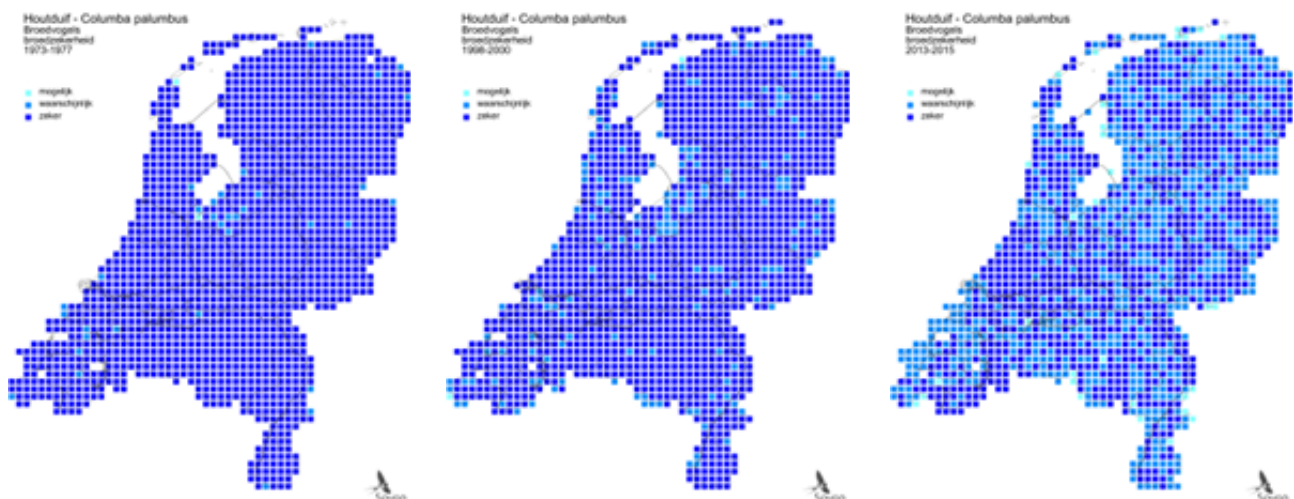 Houtduif - Columba palumbus
Broedvogels
broedzekerheid
1973-1977
mogelijk
waarschijnlijk
zeker
Houtduif - Columba palumbus
Broedvogels
broedzekerheid
1998-2000
mogelijk
waarschijnlijk
zeker
Houtduif - Columba palumbus
Broedvogels
broedzekerheid
2013-2015
mogelijk
waarschijnlijk
zeker